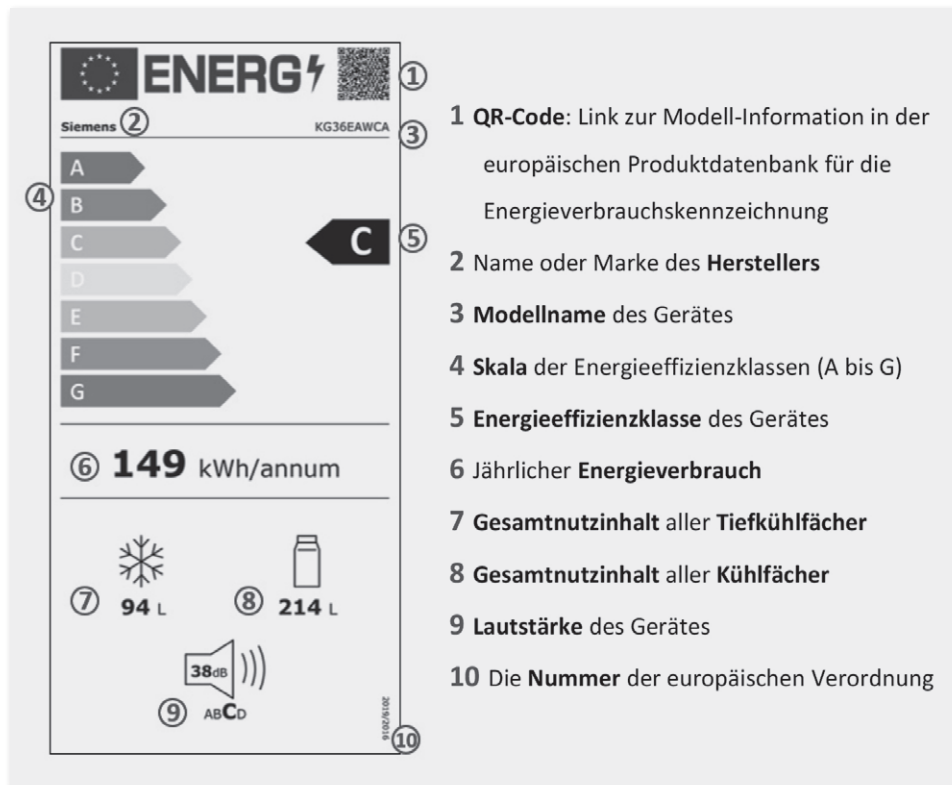 ENERG
①
Siemens ②
KG36EAWCA
③
④
A
B
C
D
E
F
G
C
⑤
⑥ 149 kWh/annum
⑦ 94 L
⑧ 214 L
38dB
⑨ ABCD
2019/2016
⑩
1 QR-Code: Link zur Modell-Information in der
europäischen Produktdatenbank für die
Energieverbrauchskennzeichnung
2 Name oder Marke des Herstellers
3 Modellname des Gerätes
4 Skala der Energieeffizienzklassen (A bis G)
5 Energieeffizienzklasse des Gerätes
6 Jährlicher Energieverbrauch
7 Gesamtnutzinhalt aller Tiefkühlfächer
8 Gesamtnutzinhalt aller Kühlfächer
9 Lautstärke des Gerätes
10 Die Nummer der europäischen Verordnung